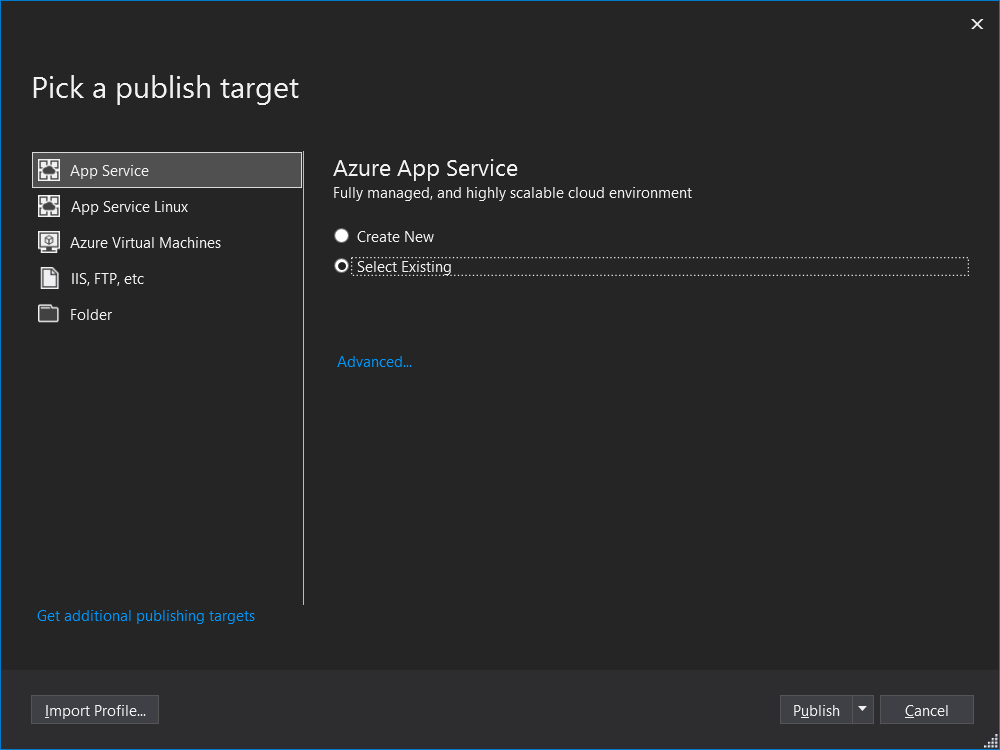 Pick a publish target
App Service
App Service Linux
Azure Virtual Machines
IIS, FTP, etc
Folder
Get additional publishing targets
Azure App Service
Fully managed, and highly scalable cloud environment
Create New
Select Existing
Advanced...
Import Profile...
Publish
Cancel